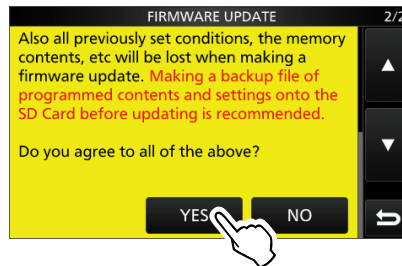 FIRMWARE UPDATE 2/2
Also all previously set conditions, the memory
contents, etc will be lost when making a
firmware update. Making a backup file of
programmed contents and settings onto the
SD Card before updating is recommended.
Do you agree to all of the above?
YES NO